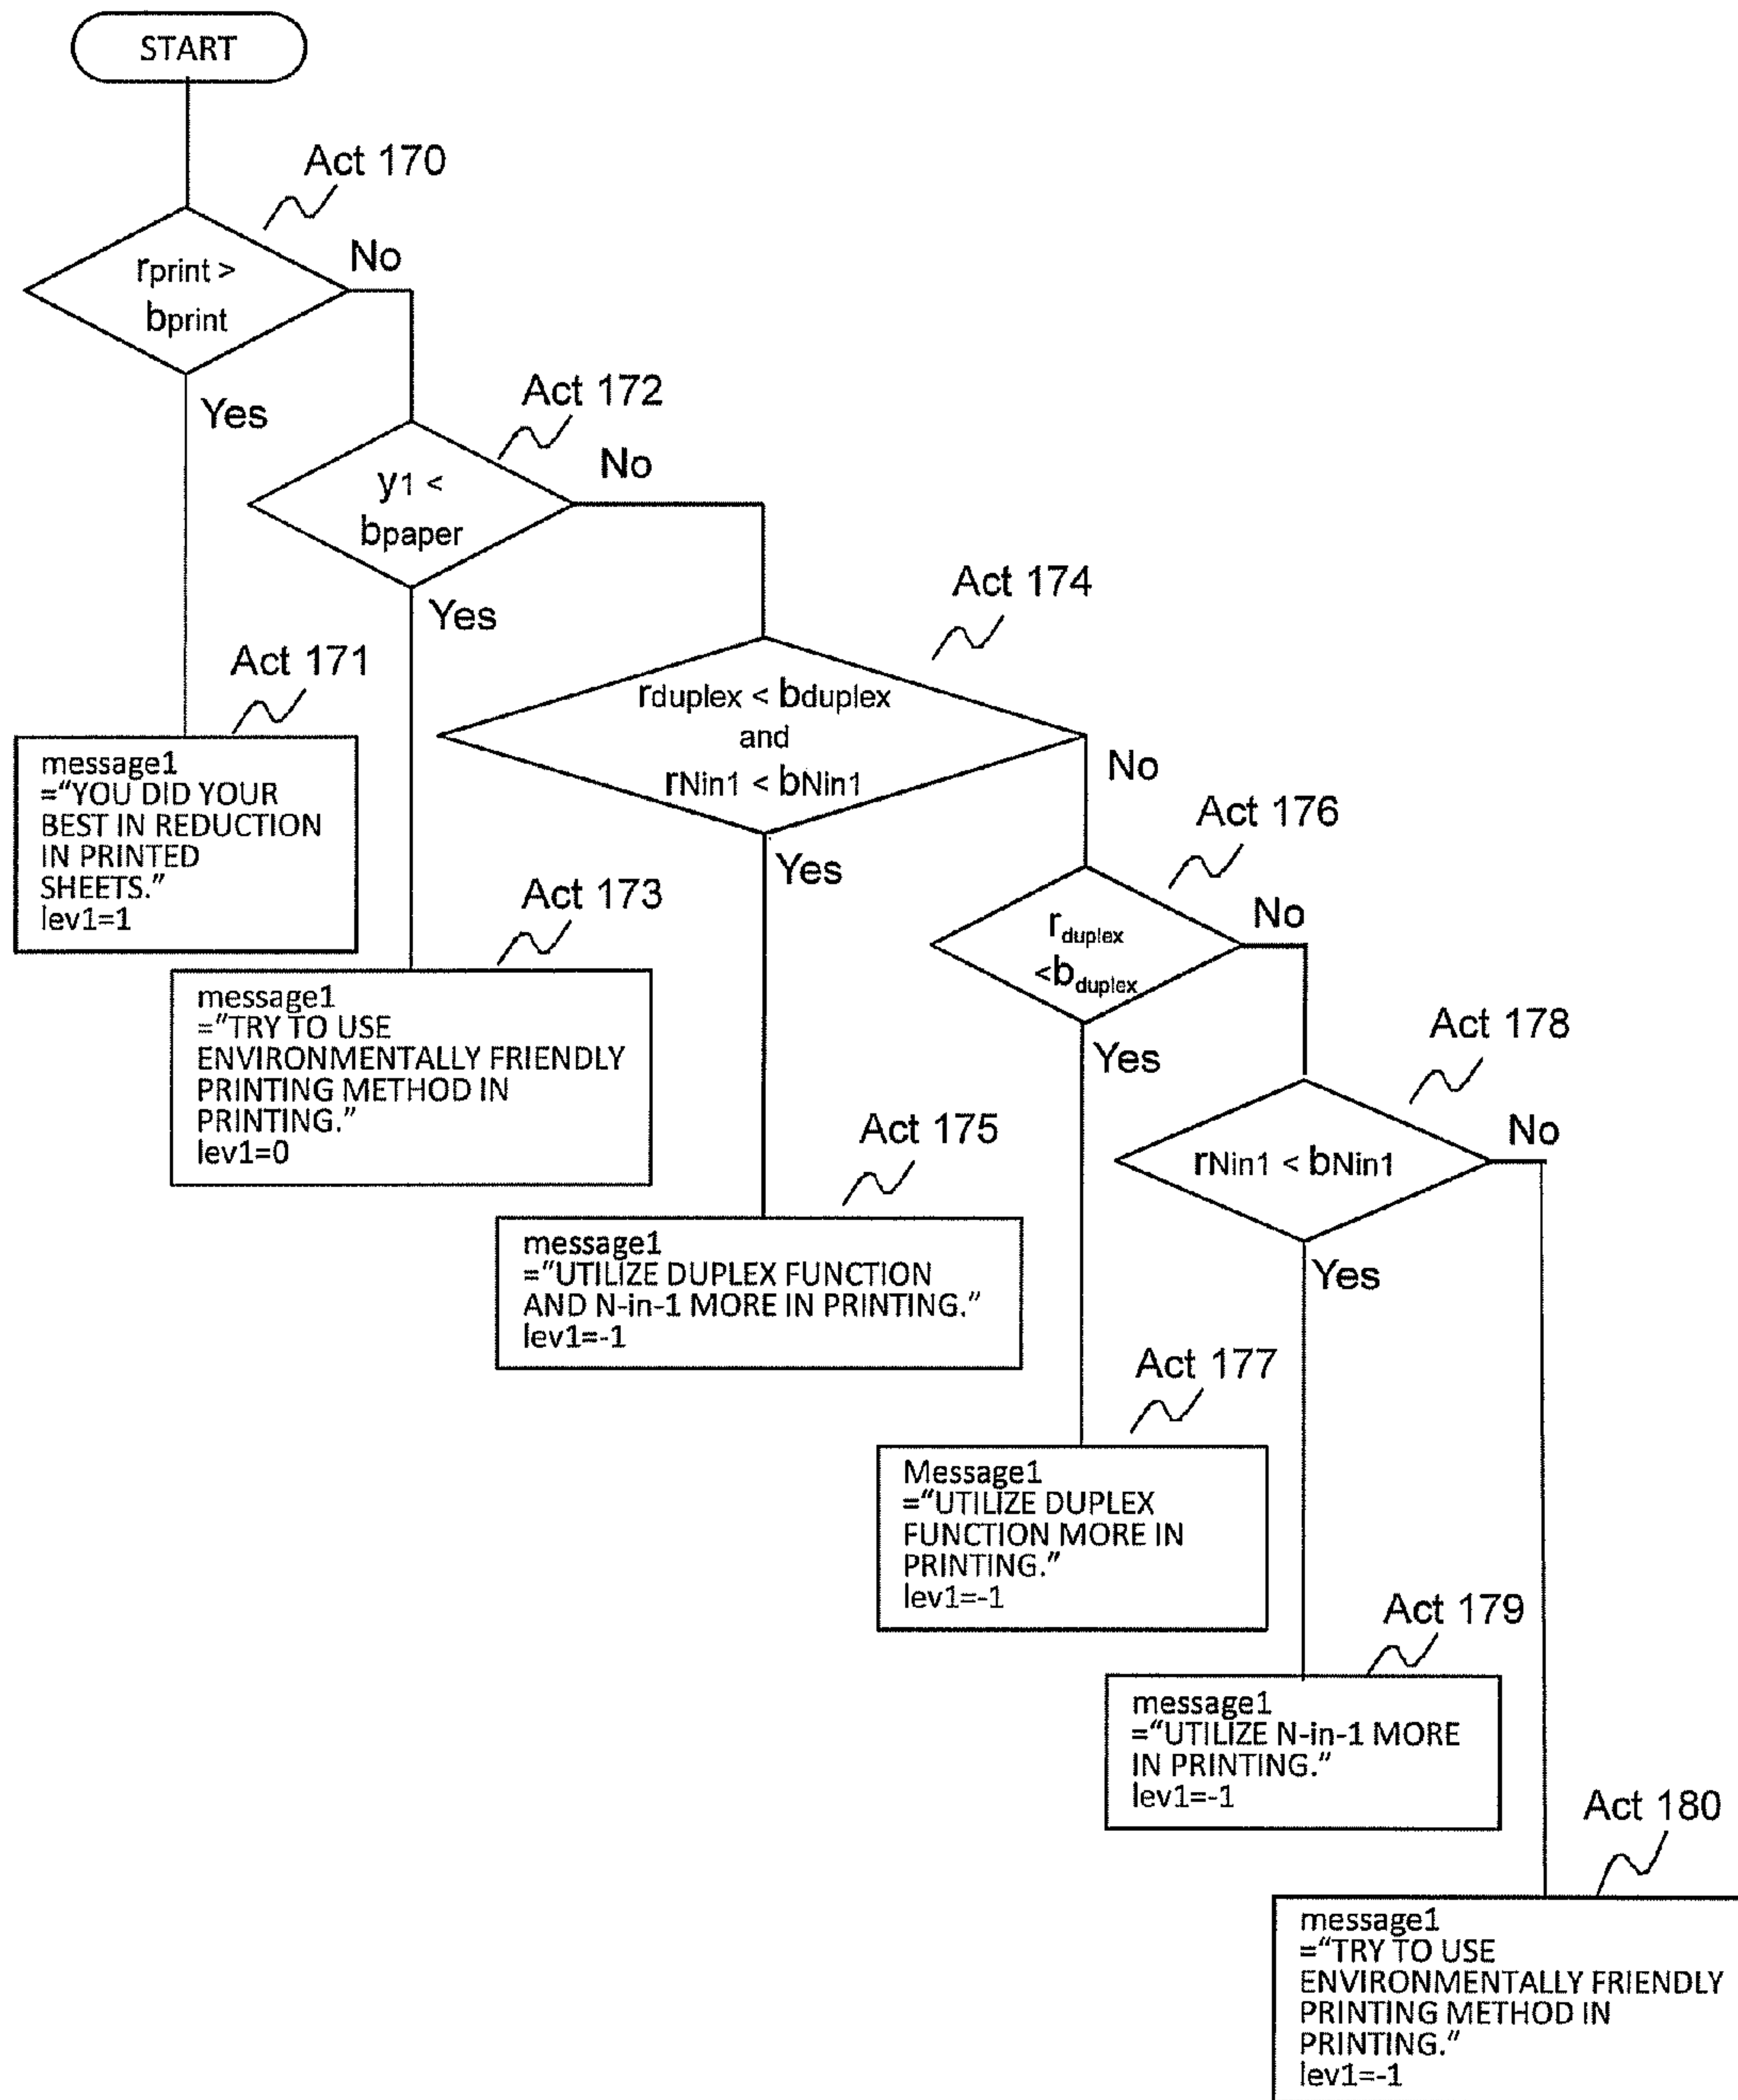 START
Act 170
rprint >
bprint
No
Yes
Act 172
y1 <
bpaper
No
Yes
Act 171
message1
="YOU DID YOUR
BEST IN REDUCTION
IN PRINTED
SHEETS."
lev1=1
Act 174
rduplex < bduplex
and
rNin1 < bNin1
No
Yes
Act 173
message1
="TRY TO USE
ENVIRONMENTALLY FRIENDLY
PRINTING METHOD IN
PRINTING."
lev1=0
Act 176
rduplex
<bduplex
No
Yes
Act 175
message1
="UTILIZE DUPLEX FUNCTION
AND N-in-1 MORE IN PRINTING."
lev1=-1
Act 178
rNin1 < bNin1
No
Yes
Act 177
Message1
="UTILIZE DUPLEX
FUNCTION MORE IN
PRINTING."
lev1=-1
Act 179
message1
="UTILIZE N-in-1 MORE
IN PRINTING."
lev1=-1
Act 180
message1
="TRY TO USE
ENVIRONMENTALLY FRIENDLY
PRINTING METHOD IN
PRINTING."
lev1=-1